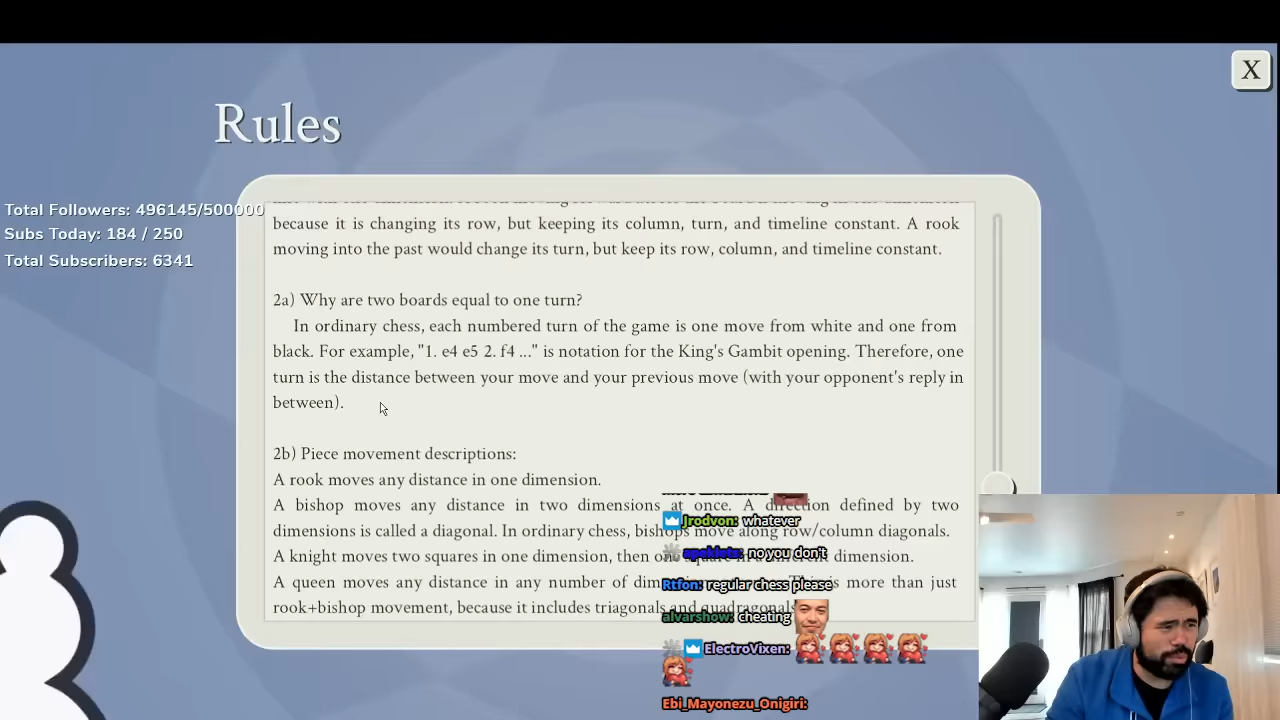 X
Rules
Total Followers: 496145/500000
Subs Today: 184 / 250
Total Subscribers: 6341
because it is changing its row, but keeping its column, turn, and timeline constant. A rook
moving into the past would change its turn, but keep its row, column, and timeline constant.
2a) Why are two boards equal to one turn?
In ordinary chess, each numbered turn of the game is one move from white and one from
black. For example, "1. e4 e5 2. f4 ..." is notation for the King's Gambit opening. Therefore, one
turn is the distance between your move and your previous move (with your opponent's reply in
between).
2b) Piece movement descriptions:
A rook moves any distance in one dimension.
A bishop moves any distance in two dimensions at once. A direction defined by two
dimensions is called a diagonal. In ordinary chess, bishops move along row/column diagonals.
A knight moves two squares in one dimension, then one square in a different dimension.
A queen moves any distance in any number of is more than just
rook+bishop movement, because it includes triagonals and quadragonals
Jrodvon: whatever
apeklets: no you don't
Rtfon: regular chess please
alvarshow: cheating
ElectroVixen:
Ebi_Mayonezu_Onigiri: